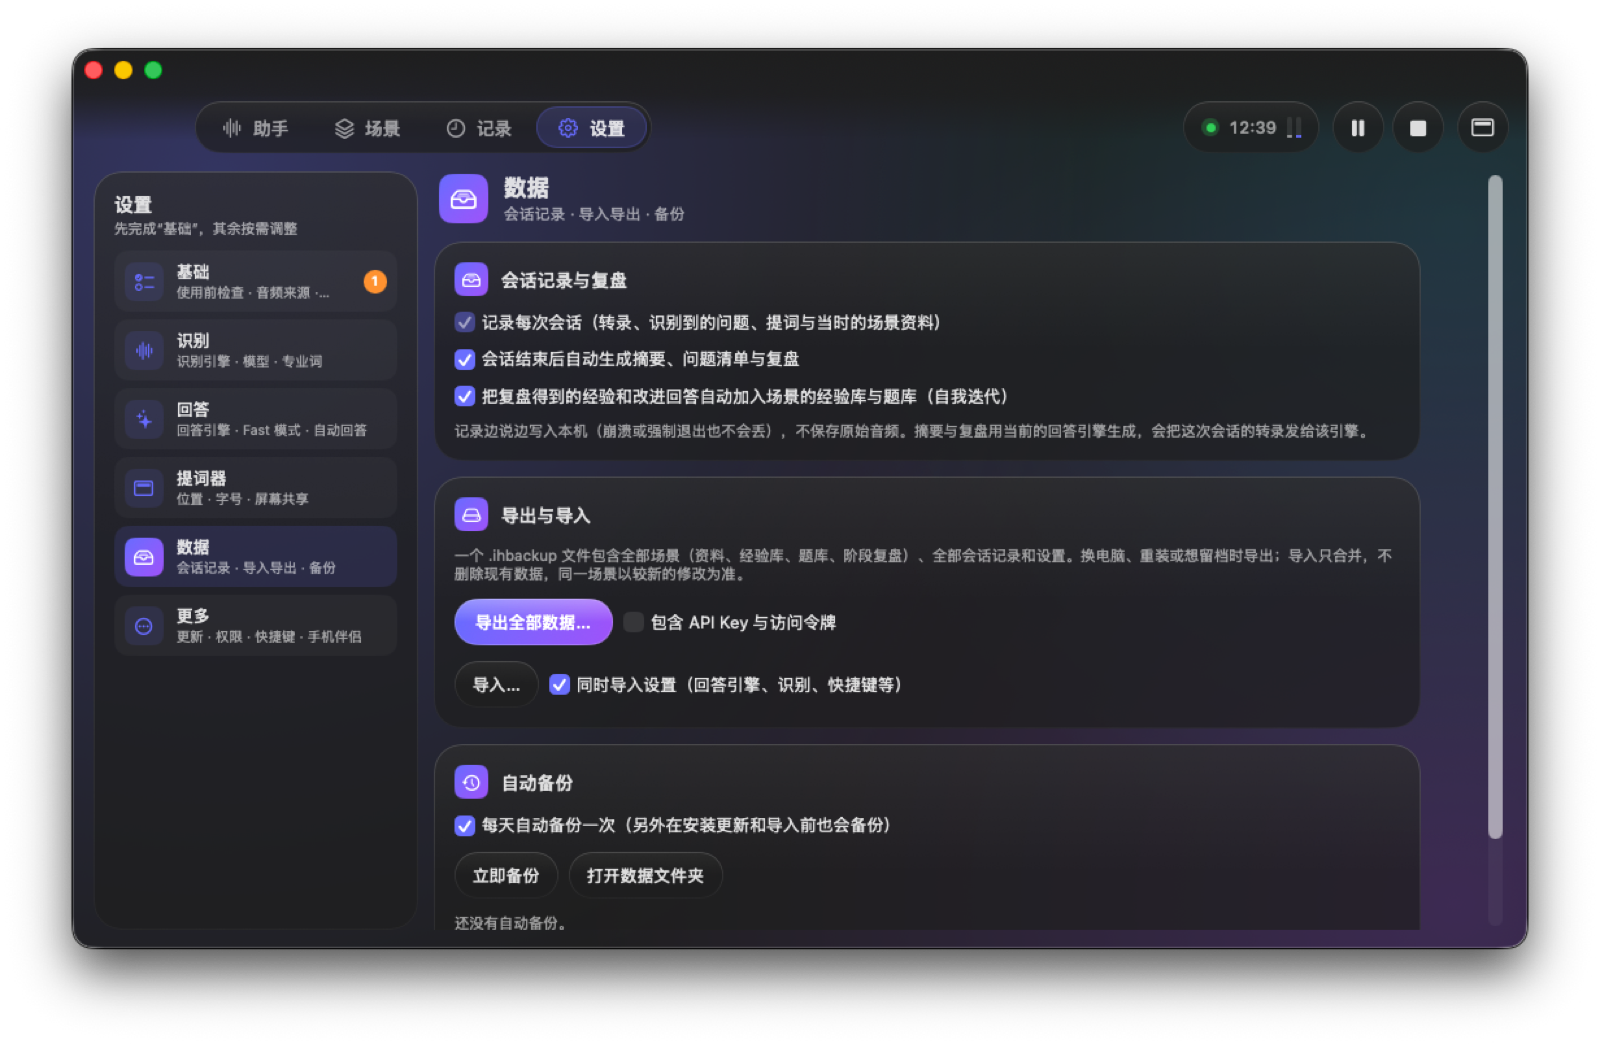 助手
场景
记录
设置
12:39
设置
先完成“基础”，其余按需调整
基础
使用前检查 · 音频来源 ·...
1
识别
识别引擎 · 模型 · 专业词
回答
回答引擎 · Fast 模式 · 自动回答
提词器
位置 · 字号 · 屏幕共享
数据
会话记录 · 导入导出 · 备份
更多
更新 · 权限 · 快捷键 · 手机伴侣
数据
会话记录 · 导入导出 · 备份
会话记录与复盘
记录每次会话（转录、识别到的问题、提词与当时的场景资料）
会话结束后自动生成摘要、问题清单与复盘
把复盘得到的经验和改进回答自动加入场景的经验库与题库（自我迭代）
记录边说边写入本机（崩溃或强制退出也不会丢），不保存原始音频。摘要与复盘用当前的回答引擎生成，会把这次会话的转录发给该引擎。
导出与导入
一个 .ihbackup 文件包含全部场景（资料、经验库、题库、阶段复盘）、全部会话记录和设置。换电脑、重装或想留档时导出；导入只合并，不
删除现有数据，同一场景以较新的修改为准。
导出全部数据...
包含 API Key 与访问令牌
导入...
同时导入设置（回答引擎、识别、快捷键等）
自动备份
每天自动备份一次（另外在安装更新和导入前也会备份）
立即备份
打开数据文件夹
还没有自动备份。